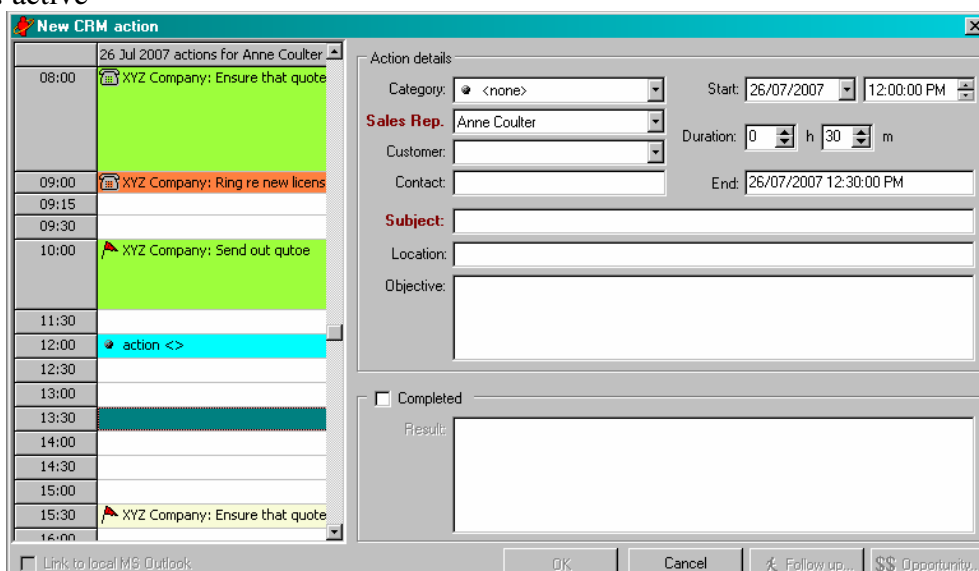 active
New CRM action
26 Jul 2007 actions for Anne Coulter
08:00 XYZ Company: Ensure that quote
09:00 XYZ Company: Ring re new licens
09:15
09:30
10:00 XYZ Company: Send out qutoe
11:30
12:00 action <>
12:30
13:00
13:30
14:00
14:30
15:00
15:30 XYZ Company: Ensure that quote
16:00
Link to local MS Outlook
Action details
Category: <none>
Start: 26/07/2007 12:00:00 PM
Sales Rep. Anne Coulter
Duration: 0 h 30 m
Customer:
Contact:
End: 26/07/2007 12:30:00 PM
Subject:
Location:
Objective:
Completed
Result:
OK Cancel Follow up... $$ Opportunity